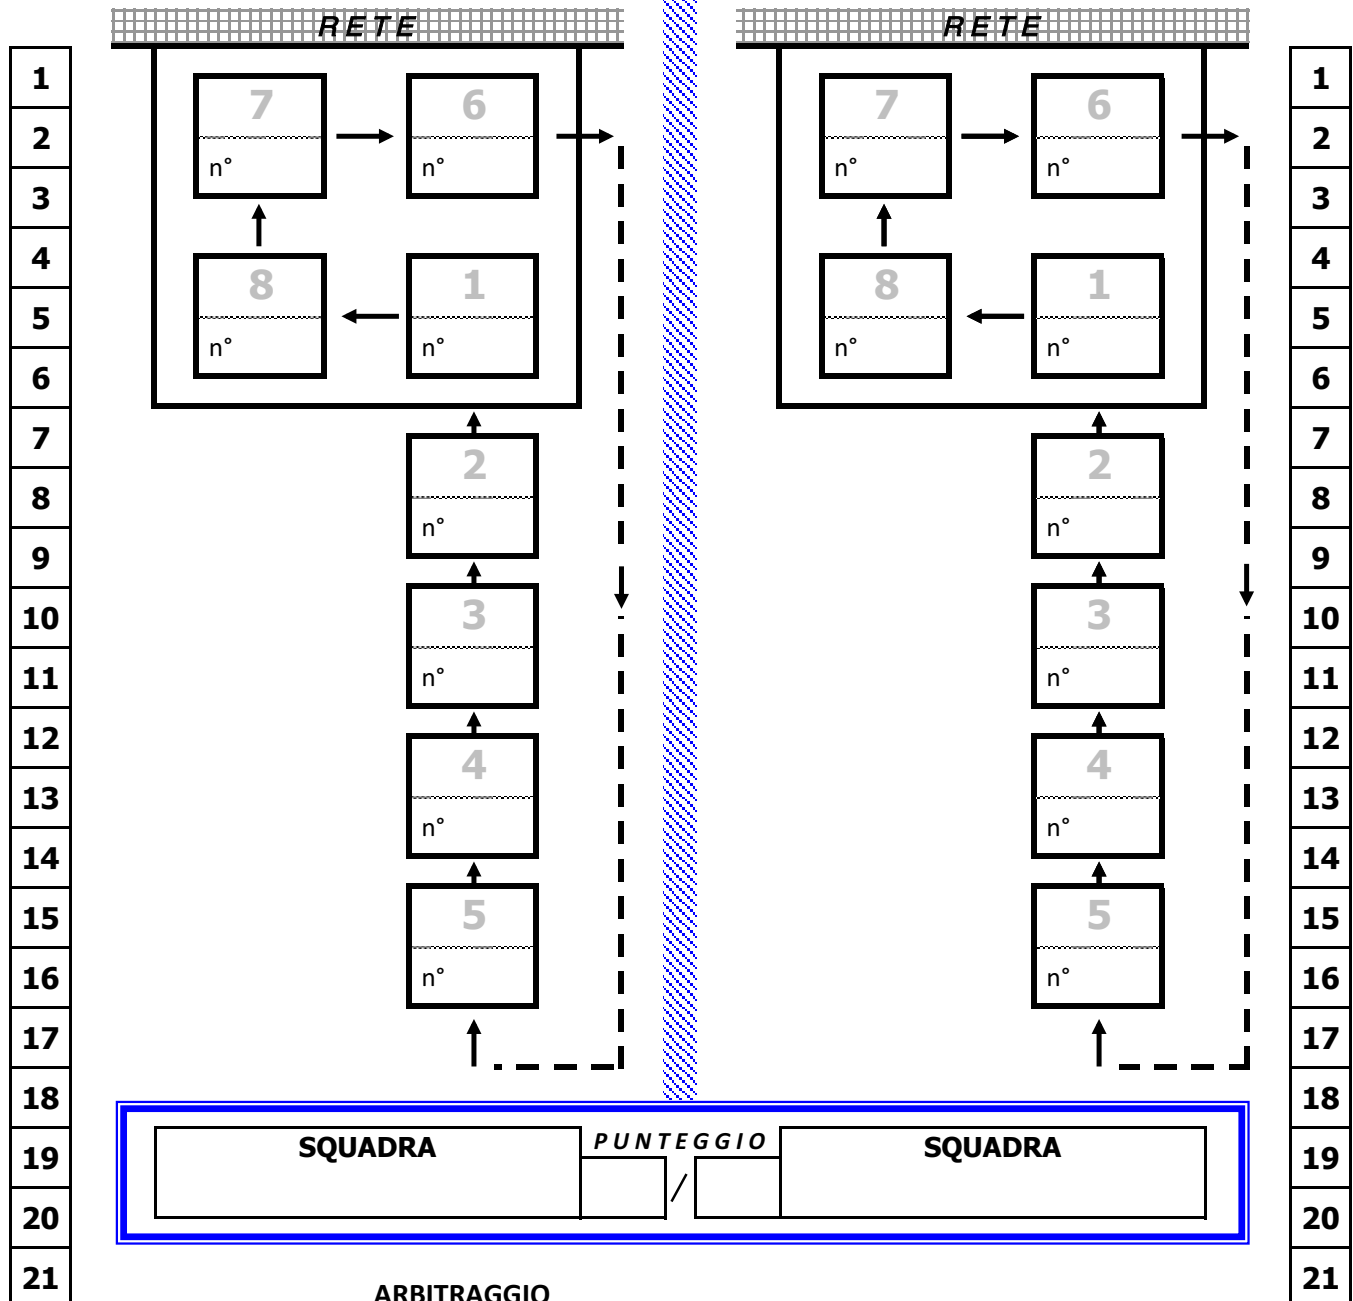 RETE RETE
1 1
7 6 7 6
2 2
n° n° n° n°
3 3
4 4
8 1 8 1
5 5
n° n° n° n°
6 6
7 7
2 2
8 8
n° n°
9 9
10 3 3 10
11 n° n° 11
12 12
4 4
13 13
n° n°
14 14
15 5 5 15
16 n° n° 16
17 17
18 18
SQUADRA PUNTEGGIO SQUADRA
19 19
/
20 20
21 21
ARBITRAGGIO